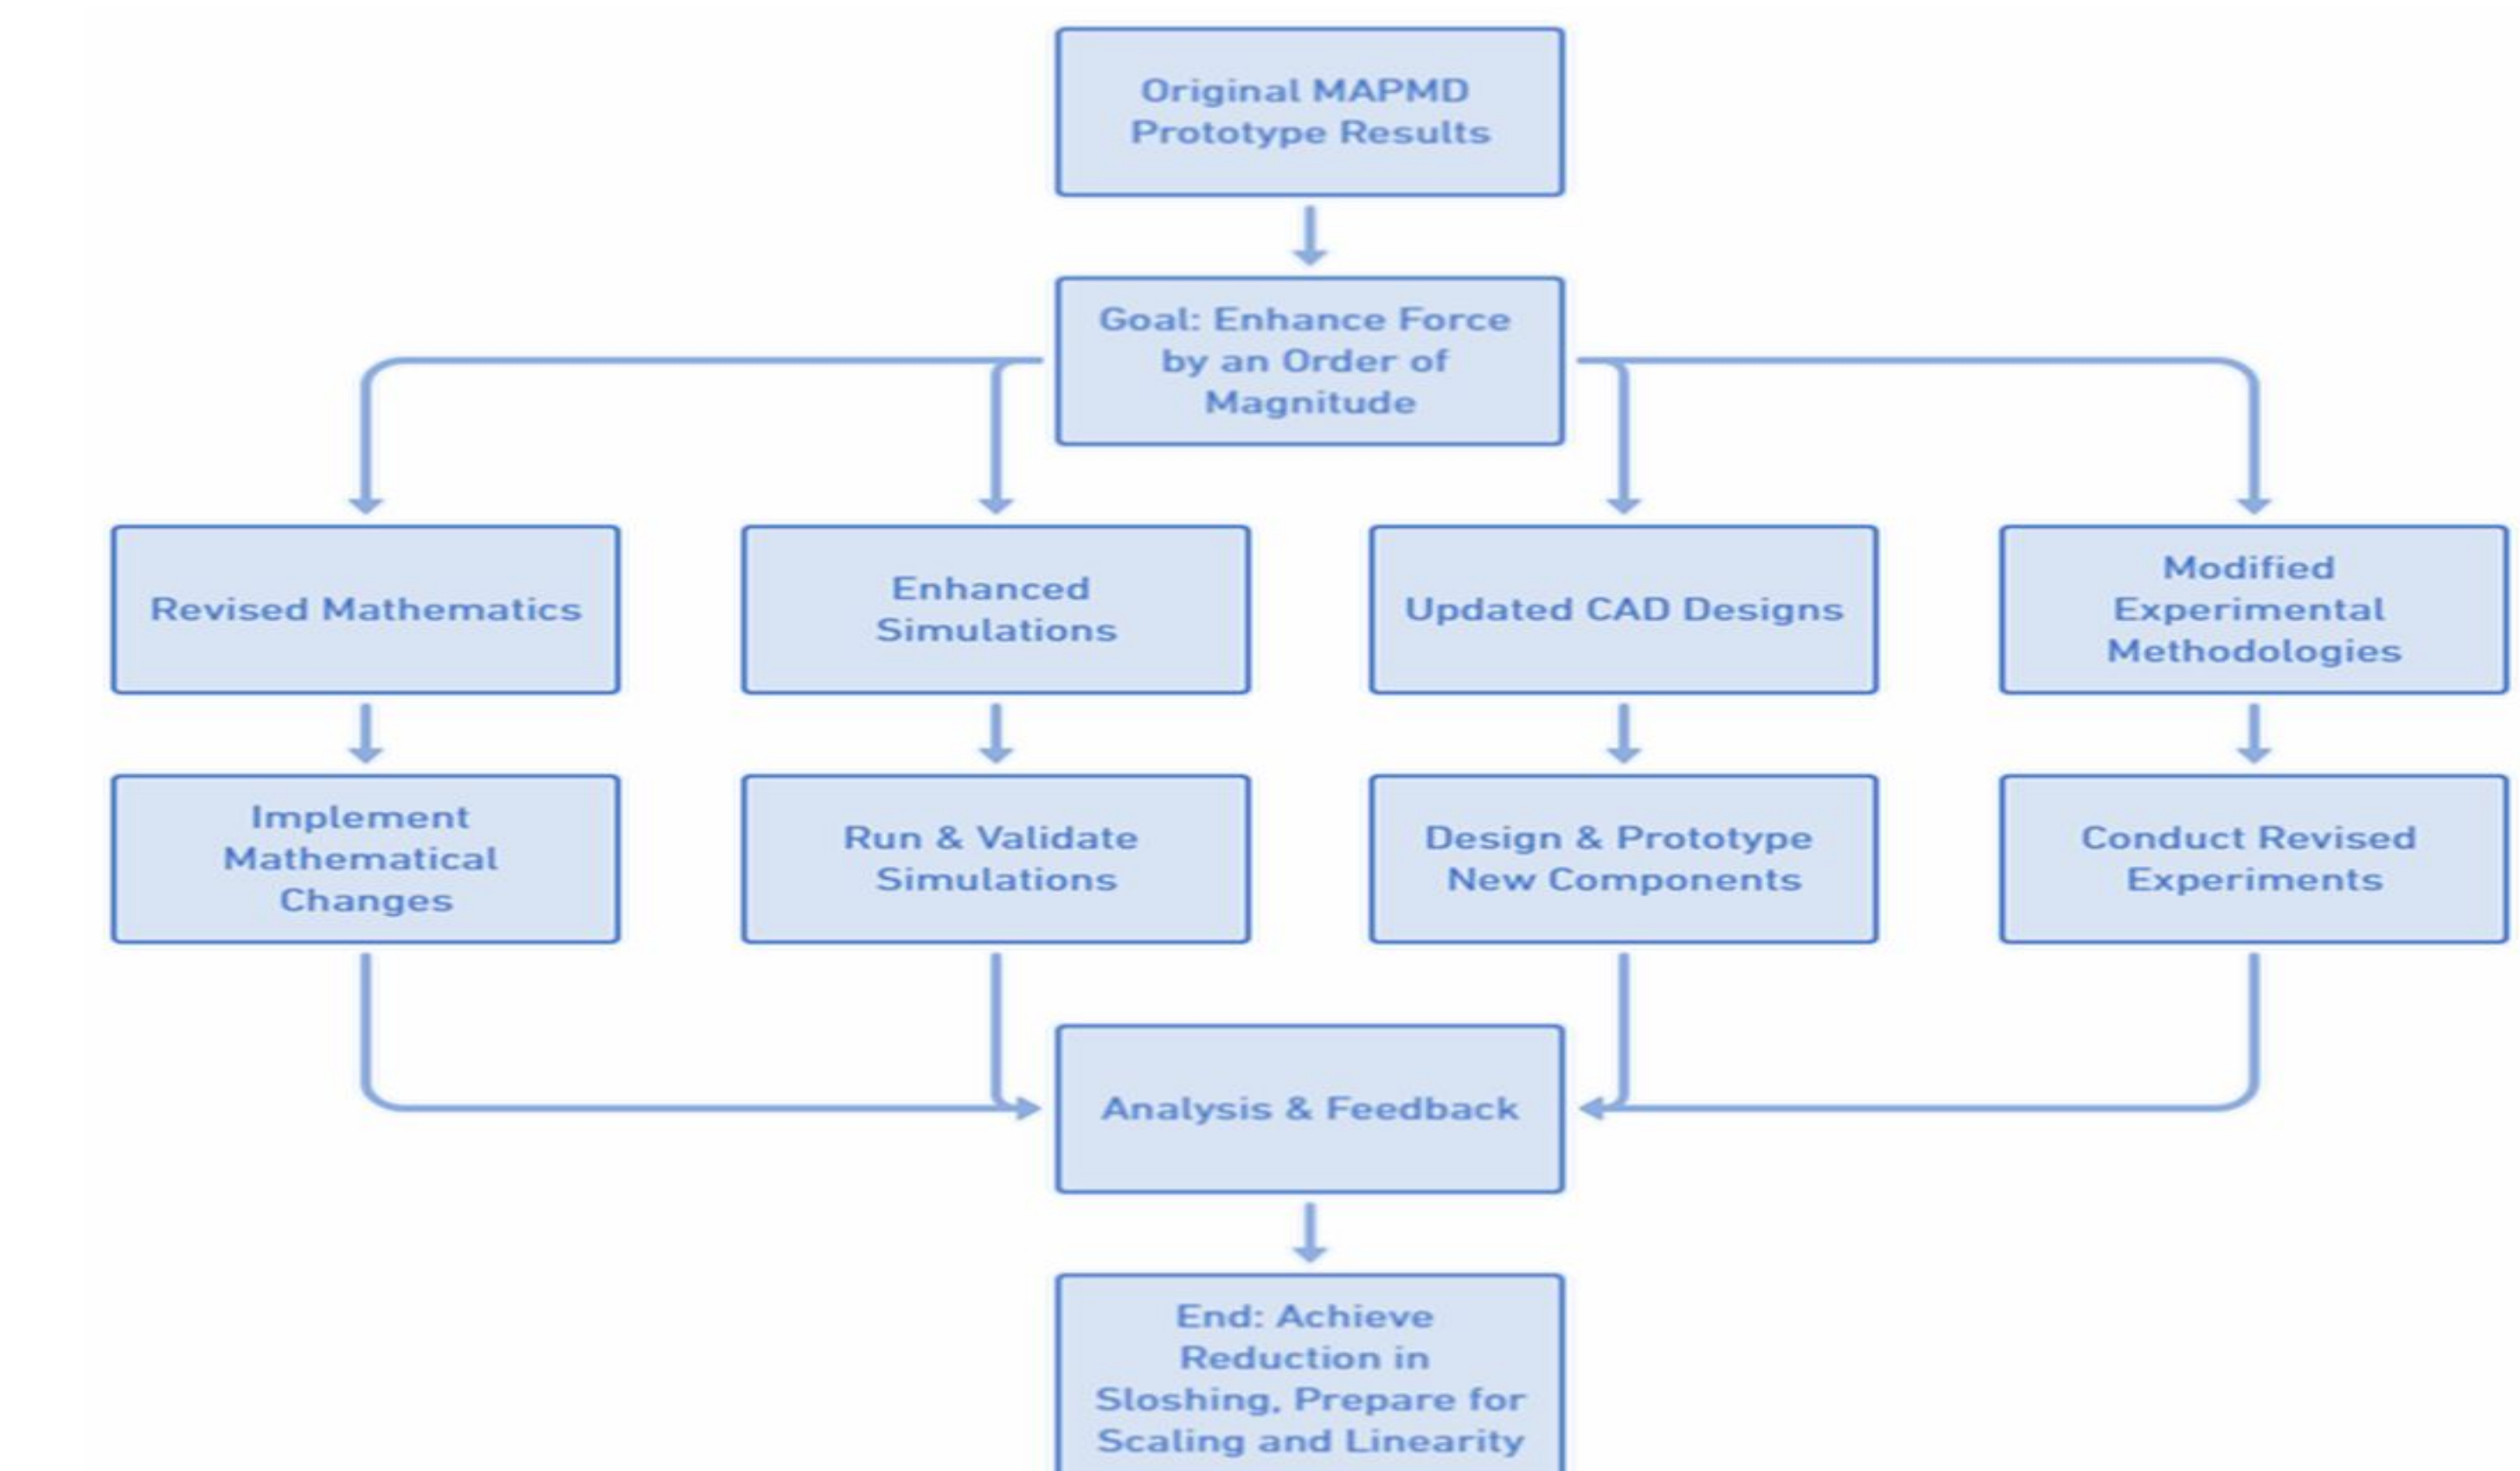 Original MAPMD
Prototype Results
Goal: Enhance Force
by an Order of
Magnitude
Revised Mathematics
Enhanced
Simulations
Updated CAD Designs
Modified
Experimental
Methodologies
Implement
Mathematical
Changes
Run & Validate
Simulations
Design & Prototype
New Components
Conduct Revised
Experiments
Analysis & Feedback
End: Achieve
Reduction in
Sloshing, Prepare for
Scaling and Linearity